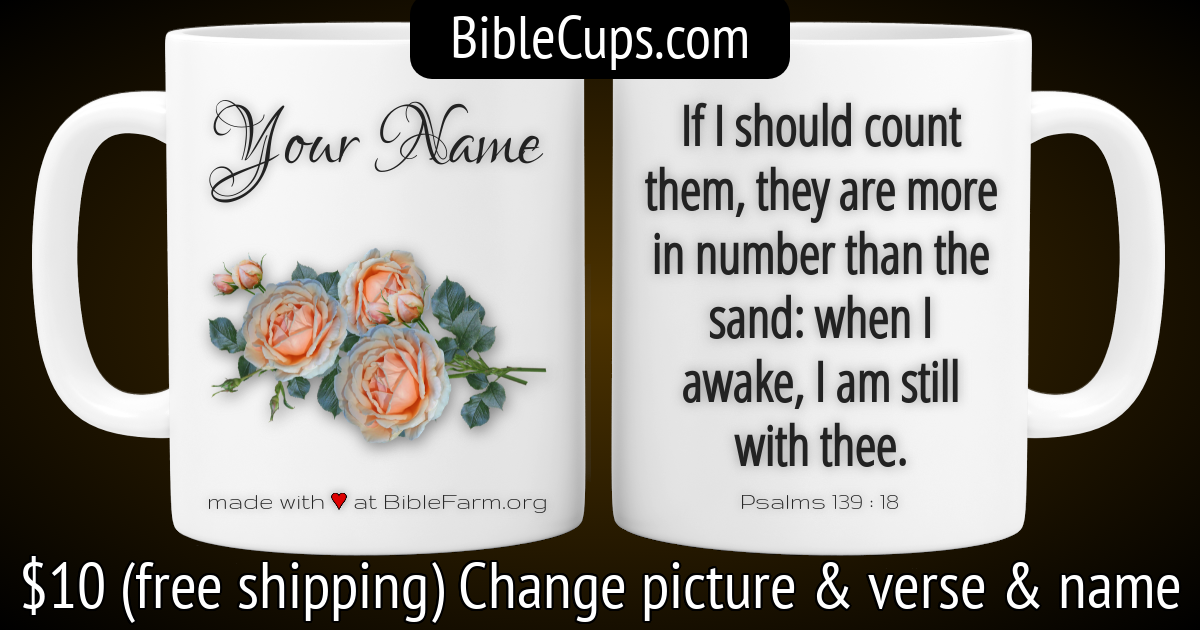 BibleCups.com
Your Name
made with ♥ at BibleFarm.org
If I should count
them, they are more
in number than the
sand: when I
awake, I am still
with thee.
Psalms 139 : 18
$10 (free shipping) Change picture & verse & name